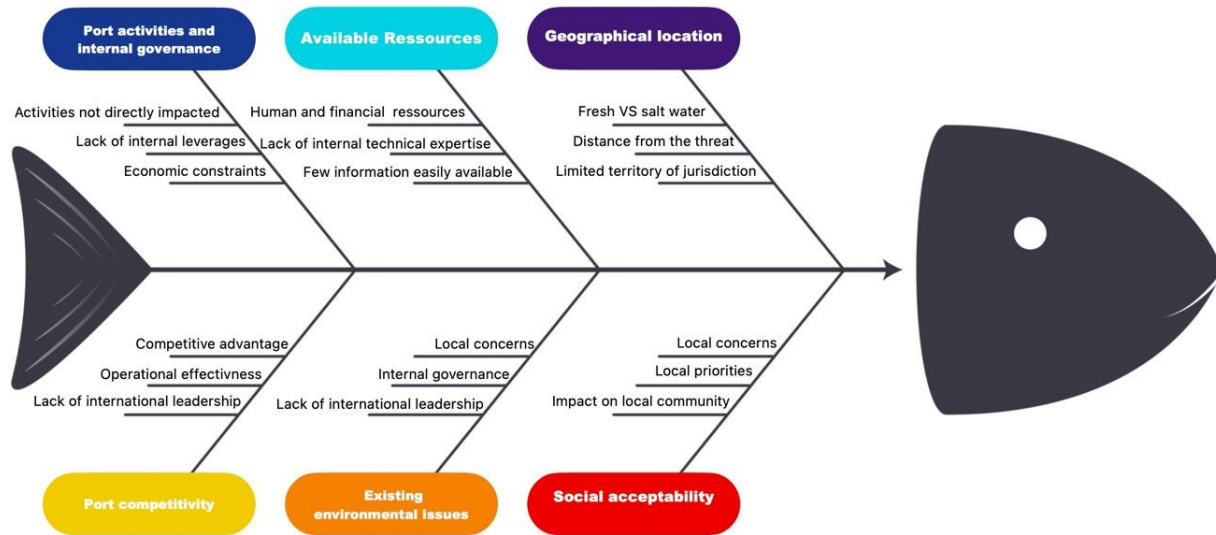 Port activities and
internal governance
Available Ressources
Geographical location
Activities not directly impacted
Lack of internal leverages
Economic constraints
Human and financial ressources
Lack of internal technical expertise
Few information easily available
Fresh VS salt water
Distance from the threat
Limited territory of jurisdiction
Competitive advantage
Operational effectivness
Lack of international leadership
Local concerns
Internal governance
Lack of international leadership
Local concerns
Local priorities
Impact on local community
Port competitivity
Existing
environmental issues
Social acceptability